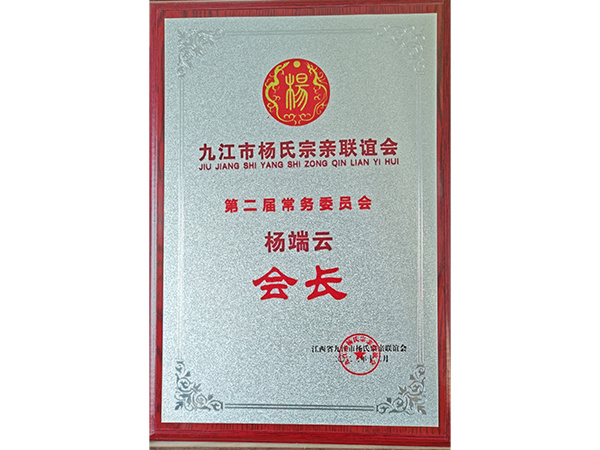 楊
九江市杨氏宗亲联谊会
JIU JIANG SHI YANG SHI ZONG QIN LIAN YI HUI
第二届常务委员会
杨端云
会长
江西省九江市杨氏宗亲联谊会
月